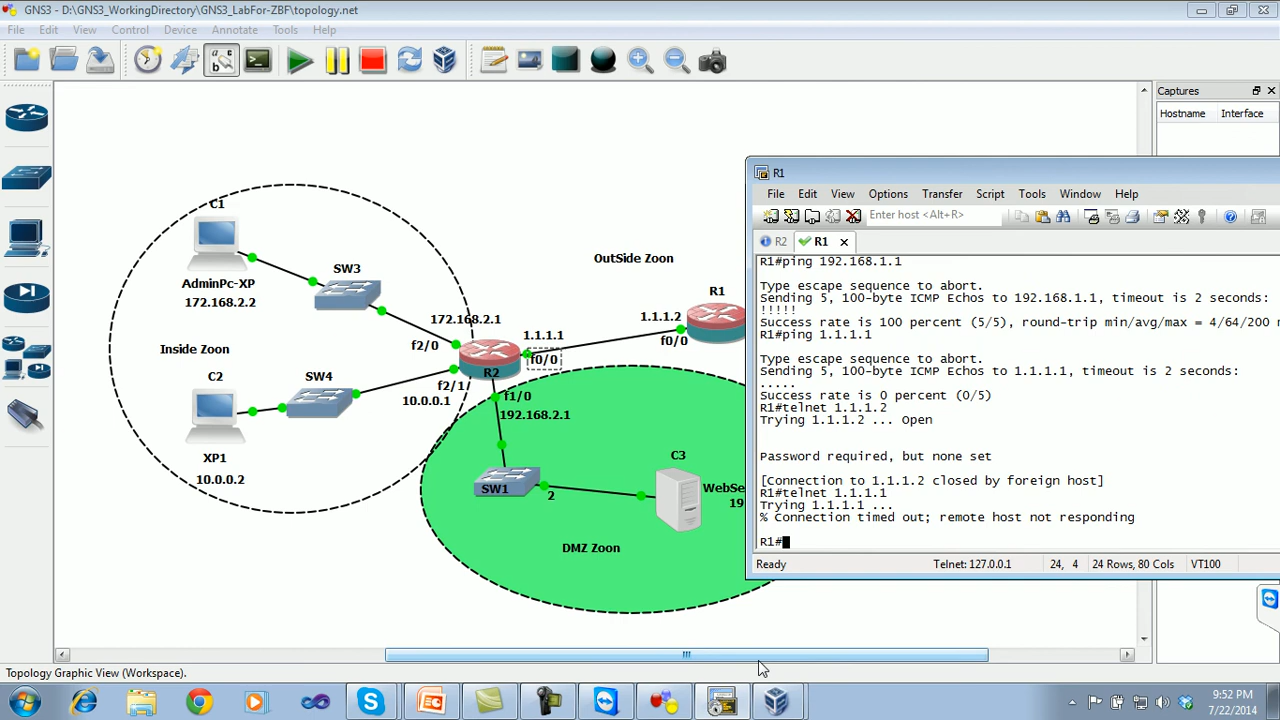 GNS3 - D:\GNS3_WorkingDirectory\GNS3_LabFor-ZBF\topology.net
File Edit View Control Device Annotate Tools Help
Captures
Hostname Interface
C1
AdminPc-XP
172.168.2.2
SW3
Inside Zoon
C2
XP1
10.0.0.2
SW4
172.168.2.1
f2/0
R2
f2/1
10.0.0.1
1.1.1.1
f0/0
f1/0
192.168.2.1
OutSide Zoon
R1
1.1.1.2
f0/0
SW1
2
C3
WebSe
19
DMZ Zoon
R1
File Edit View Options Transfer Script Tools Window Help
Enter host <Alt+R>
R2 R1
R1#ping 192.168.1.1
Type escape sequence to abort.
Sending 5, 100-byte ICMP Echos to 192.168.1.1, timeout is 2 seconds:
!!!!!
Success rate is 100 percent (5/5), round-trip min/avg/max = 4/64/200 m
R1#ping 1.1.1.1
Type escape sequence to abort.
Sending 5, 100-byte ICMP Echos to 1.1.1.1, timeout is 2 seconds:
.....
Success rate is 0 percent (0/5)
R1#telnet 1.1.1.2
Trying 1.1.1.2 ... Open
Password required, but none set
[Connection to 1.1.1.2 closed by foreign host]
R1#telnet 1.1.1.1
Trying 1.1.1.1 ...
% Connection timed out; remote host not responding
R1#
Ready Telnet: 127.0.0.1 24, 4 24 Rows, 80 Cols VT100
Topology Graphic View (Workspace).
9:52 PM
7/22/2014